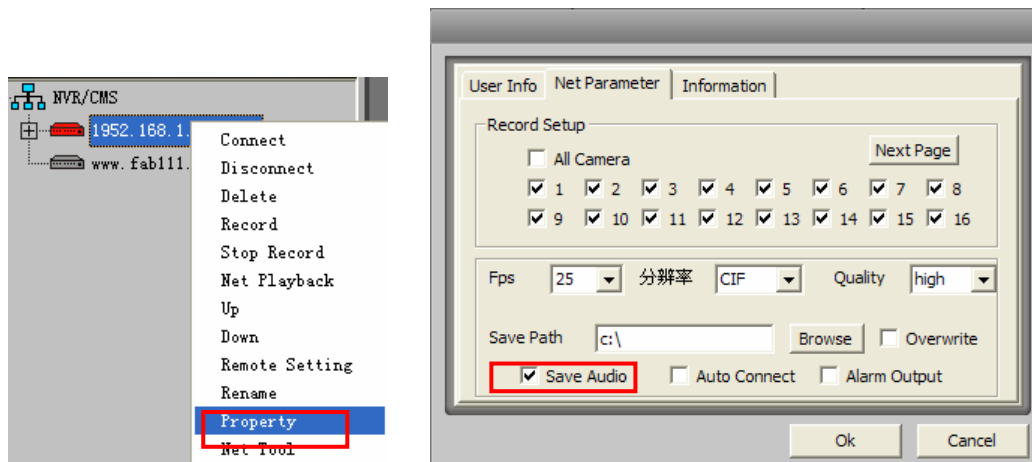 NVR/CMS
1952. 168. 1.
www. fab111.
Connect
Disconnect
Delete
Record
Stop Record
Net Playback
Up
Down
Remote Setting
Rename
Property
Net Tool
User Info Net Parameter Information
Record Setup
All Camera Next Page
1 2 3 4 5 6 7 8
9 10 11 12 13 14 15 16
Fps 25 分辨率 CIF Quality high
Save Path c:\ Browse Overwrite
Save Audio Auto Connect Alarm Output
Ok Cancel